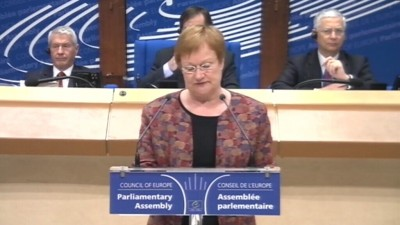 COUNCIL OF EUROPE
Parliamentary
Assembly
CONSEIL DE L'EUROPE
Assemblée
parlementaire